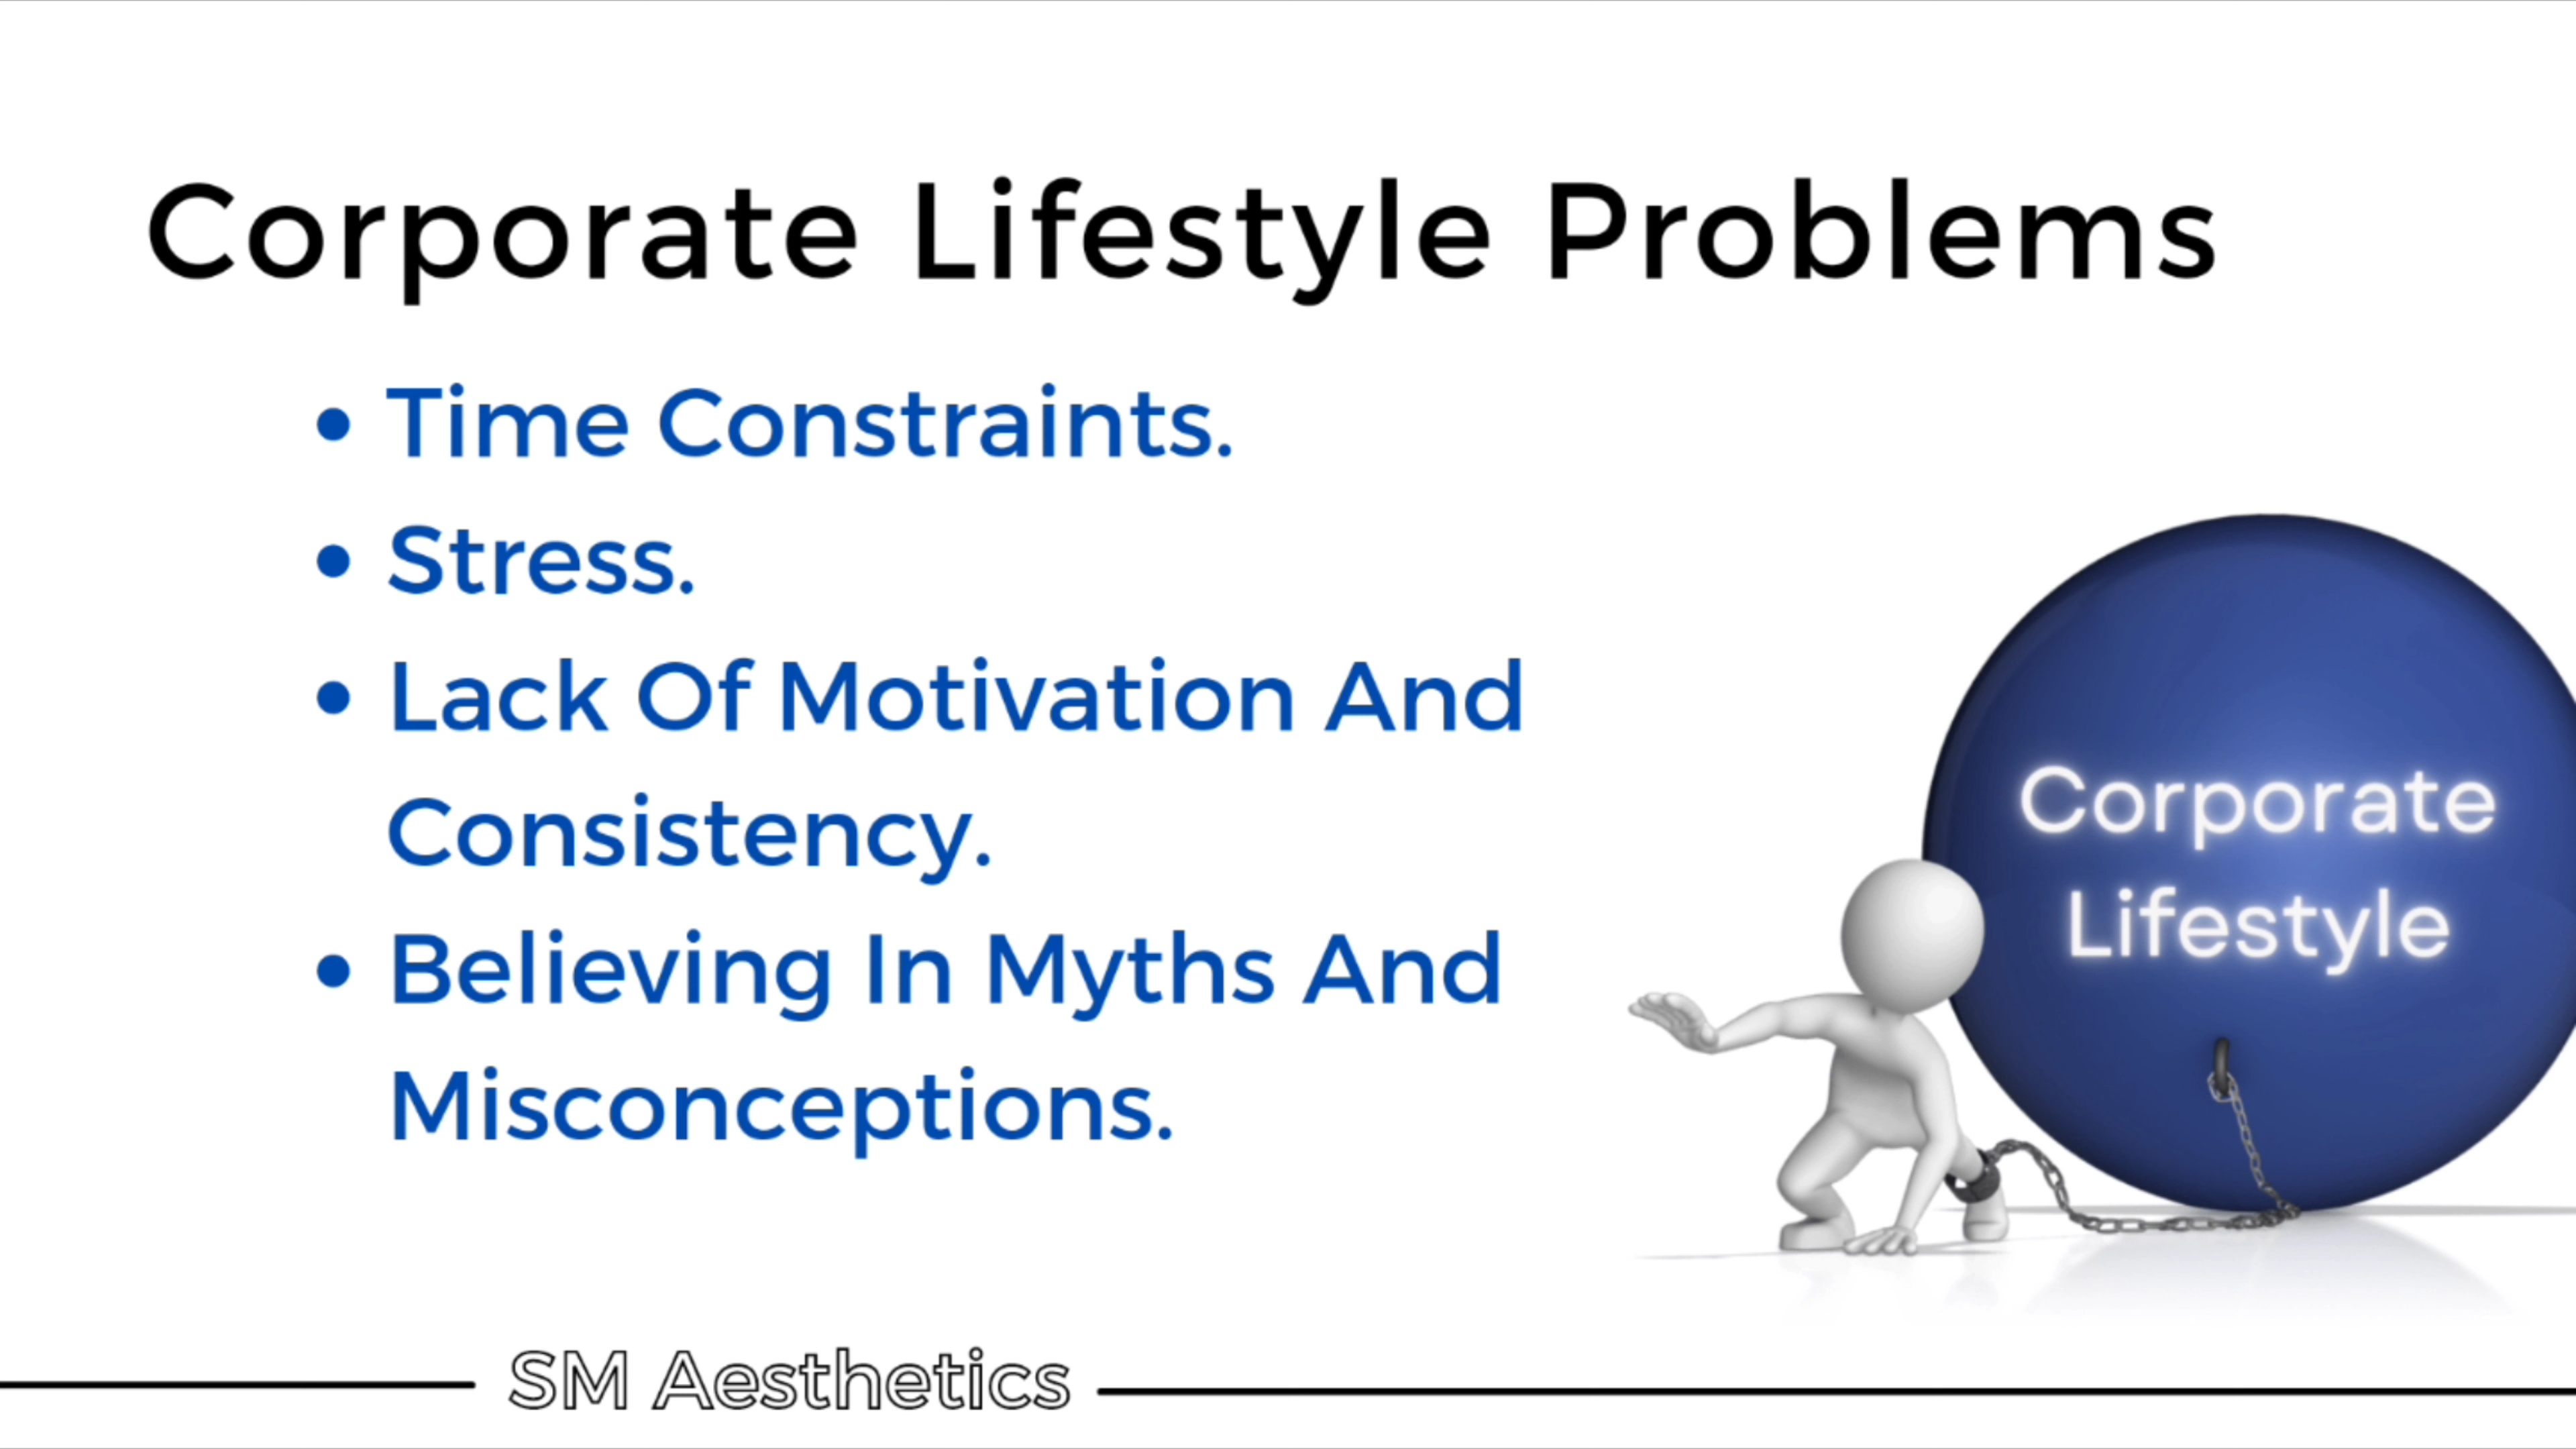 Corporate Lifestyle Problems
• Time Constraints.
• Stress.
• Lack Of Motivation And
Consistency.
• Believing In Myths And
Misconceptions.
Corporate
Lifestyle
SM Aesthetics